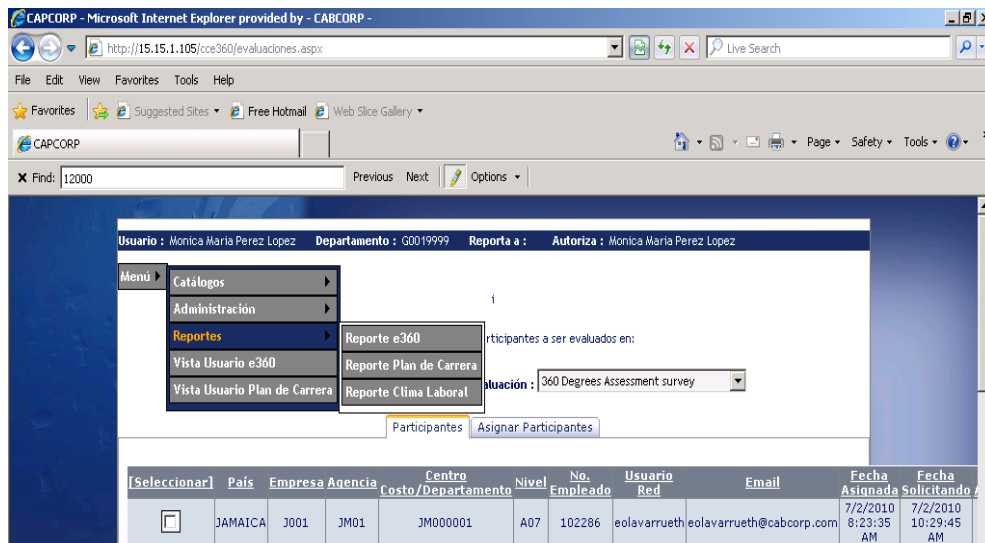 CAPCORP - Microsoft Internet Explorer provided by - CABCORP -
http://15.15.1.105/cce360/evaluaciones.aspx
Live Search
File Edit View Favorites Tools Help
Favorites Suggested Sites Free Hotmail Web Slice Gallery
CAPCORP
Page Safety Tools
Find: 12000 Previous Next Options
Usuario : Monica Maria Perez Lopez Departamento : G0019999 Reporta a : Autoriza : Monica Maria Perez Lopez
Menú
Catálogos
Administración
Reportes
Vista Usuario e360
Vista Usuario Plan de Carrera
Reporte e360
Reporte Plan de Carrera
Reporte Clima Laboral
rticipantes a ser evaluados en:
aluación : 360 Degrees Assessment survey
Participantes Asignar Participantes
[Seleccionar] País Empresa Agencia Centro Costo/Departamento Nivel No. Empleado Usuario Red Email Fecha Asignada Fecha Solicitando
JAMAICA J001 JM01 JM000001 A07 102286 eolavarrueth eolavarrueth@cabcorp.com 7/2/2010 8:23:35 AM 7/2/2010 10:29:45 AM